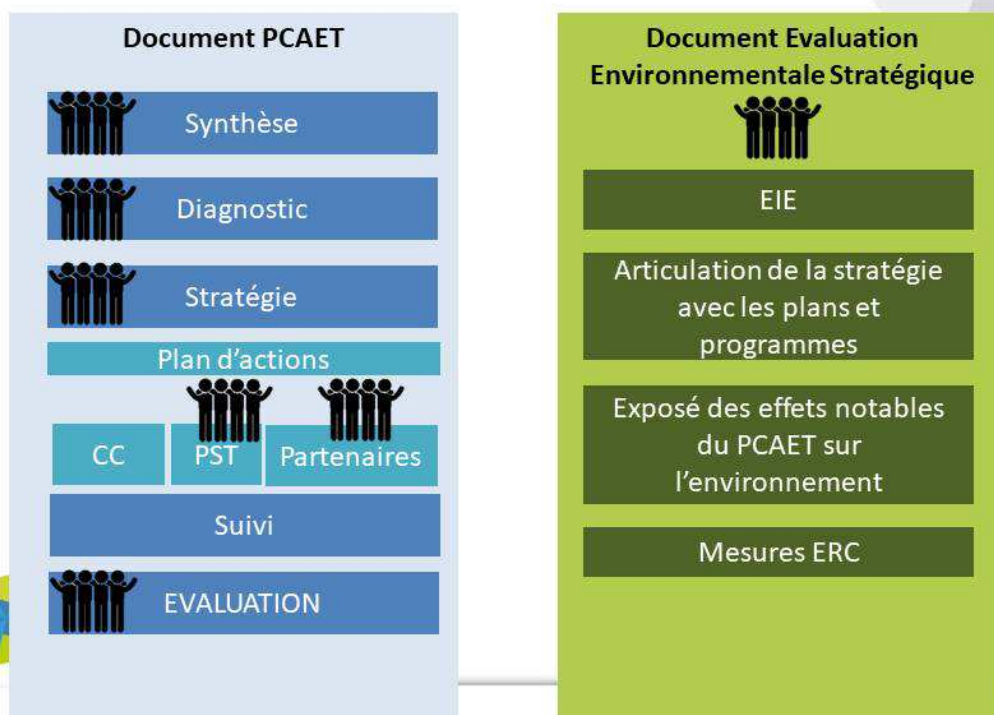 Document PCAET
Synthèse
Diagnostic
Stratégie
Plan d'actions
CC
PST
Partenaires
Suivi
EVALUATION
Document Evaluation
Environnementale Stratégique
EIE
Articulation de la stratégie
avec les plans et
programmes
Exposé des effets notables
du PCAET sur
l'environnement
Mesures ERC